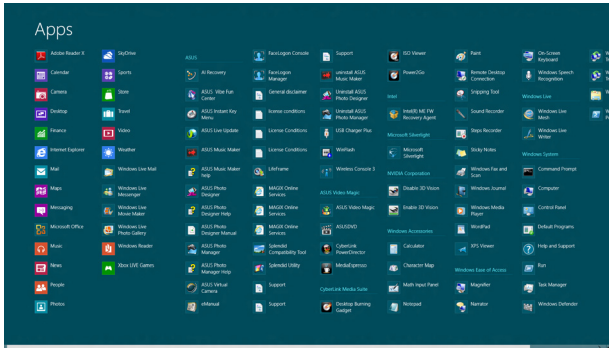 Apps
Adobe Reader X
Calendar
Camera
Desktop
Finance
Internet Explorer
Mail
Maps
Messaging
Microsoft Office
Music
News
People
Photos
SkyDrive
Sports
Store
Travel
Video
Weather
Windows Live Mail
Windows Live
Messenger
Windows Live
Movie Maker
Windows Live
Photo Gallery
Windows Reader
Xbox LIVE Games
ASUS
AI Recovery
ASUS Vibe Fun
Center
ASUS Instant Key
Menu
ASUS Live Update
ASUS Music Maker
ASUS Music Maker
help
ASUS Photo
Designer
ASUS Photo
Designer Help
ASUS Photo
Designer Manual
ASUS Photo
Manager
ASUS Photo
Manager Help
ASUS Virtual
Camera
eManual
FaceLogon Console
FaceLogon
Manager
General disclaimer
license conditions
License Conditions
License Conditions
LifeFrame
MAGIX Online
Services
MAGIX Online
Services
MAGIX Online
Services
Splendid
Compatibility Tool
Splendid Utility
Support
Support
Support
uninstall ASUS
Music Maker
Uninstall ASUS
Photo Designer
Uninstall ASUS
Photo Manager
USB Charger Plus
WinFlash
Wireless Console 3
ASUS Video Magic
ASUS Video Magic
ASUSDVD
CyberLink
PowerDirector
MediaEspresso
CyberLink Media Suite
Desktop Burning
Gadget
ISO Viewer
Power2Go
Intel
Intel(R) ME FW
Recovery Agent
Microsoft Silverlight
Microsoft
Silverlight
NVIDIA Corporation
Disable 3D Vision
Enable 3D Vision
Windows Accessories
Calculator
Character Map
Math Input Panel
Notepad
Paint
Remote Desktop
Connection
Snipping Tool
Sound Recorder
Steps Recorder
Sticky Notes
Windows Fax and
Scan
Windows Journal
Windows Media
Player
WordPad
XPS Viewer
Windows Ease of Access
Magnifier
Narrator
On-Screen
Keyboard
Windows Speech
Recognition
Windows Live
Windows Live
Mesh
Windows Live
Writer
Windows System
Command Prompt
Computer
Control Panel
Default Programs
Help and Support
Run
Task Manager
Windows Defender